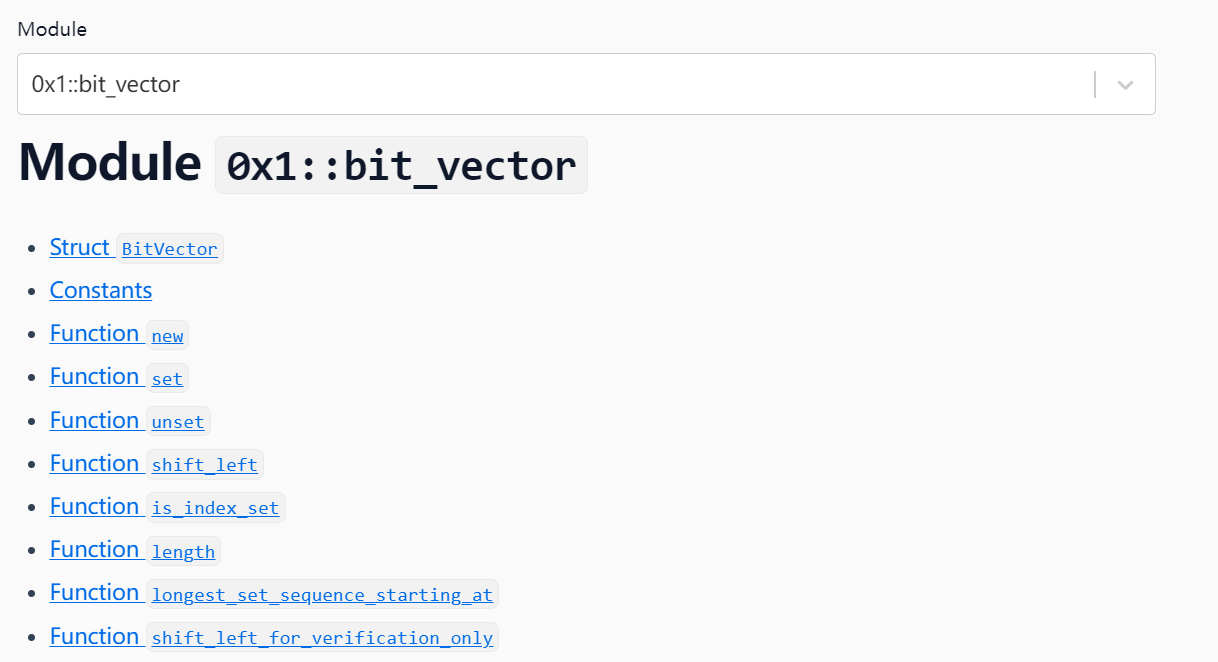 Module
0x1::bit_vector
Module 0x1::bit_vector
Struct BitVector
Constants
Function new
Function set
Function unset
Function shift_left
Function is_index_set
Function length
Function longest_set_sequence_starting_at
Function shift_left_for_verification_only